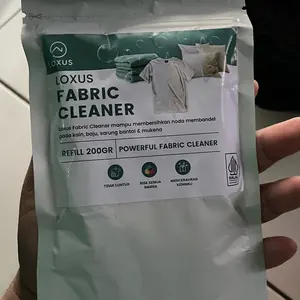 LOXUS
LOXUS
FABRIC
CLEANER
Loxus Fabric Cleaner mampu membersihkan noda membandel
pada kain, baju, sarung bantal & mukena
REFILL 200GR
POWERFUL FABRIC CLEANER
TIDAK LUNTUR
BISA SEMUA
WARNA